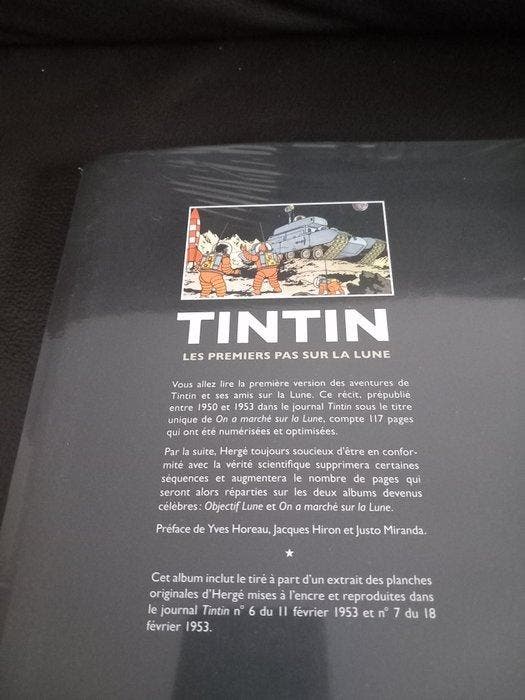 TINTIN
LES PREMIERS PAS SUR LA LUNE
Vous allez lire la première version des aventures de
Tintin et ses amis sur la Lune. Ce récit, prépublié
entre 1950 et 1953 dans le journal Tintin sous le titre
unique de On a marché sur la Lune, compte 117 pages
qui ont été numérisées et optimisées.
Par la suite, Hergé toujours soucieux d'être en confor-
mité avec la vérité scientifique supprimera certaines
séquences et augmentera le nombre de pages qui
seront alors réparties sur les deux albums devenus
célèbres : Objectif Lune et On a marché sur la Lune.
Préface de Yves Horeau, Jacques Hiron et Justo Miranda.
★
Cet album inclut le tiré à part d'un extrait des planches
originales d'Hergé mises à l'encre et reproduites dans
le journal Tintin n° 6 du 11 février 1953 et n° 7 du 18
février 1953.